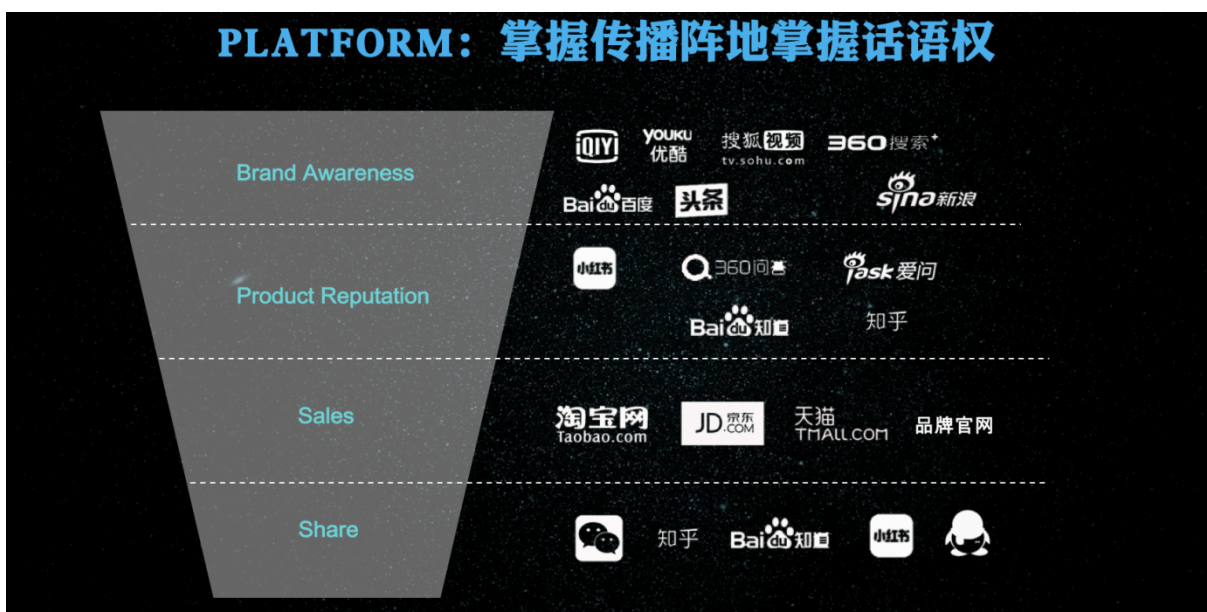 PLATFORM：掌握传播阵地掌握话语权
Brand Awareness
iQIYI
YOUKU
优酷
搜狐视频
tv.sohu.com
360搜索+
Baidu百度
头条
sina新浪
Product Reputation
小红书
360问答
iask爱问
Baidu知道
知乎
Sales
淘宝网
Taobao.com
JD京东
.COM
天猫
TMALL.COM
品牌官网
Share
知乎
Baidu知道
小红书